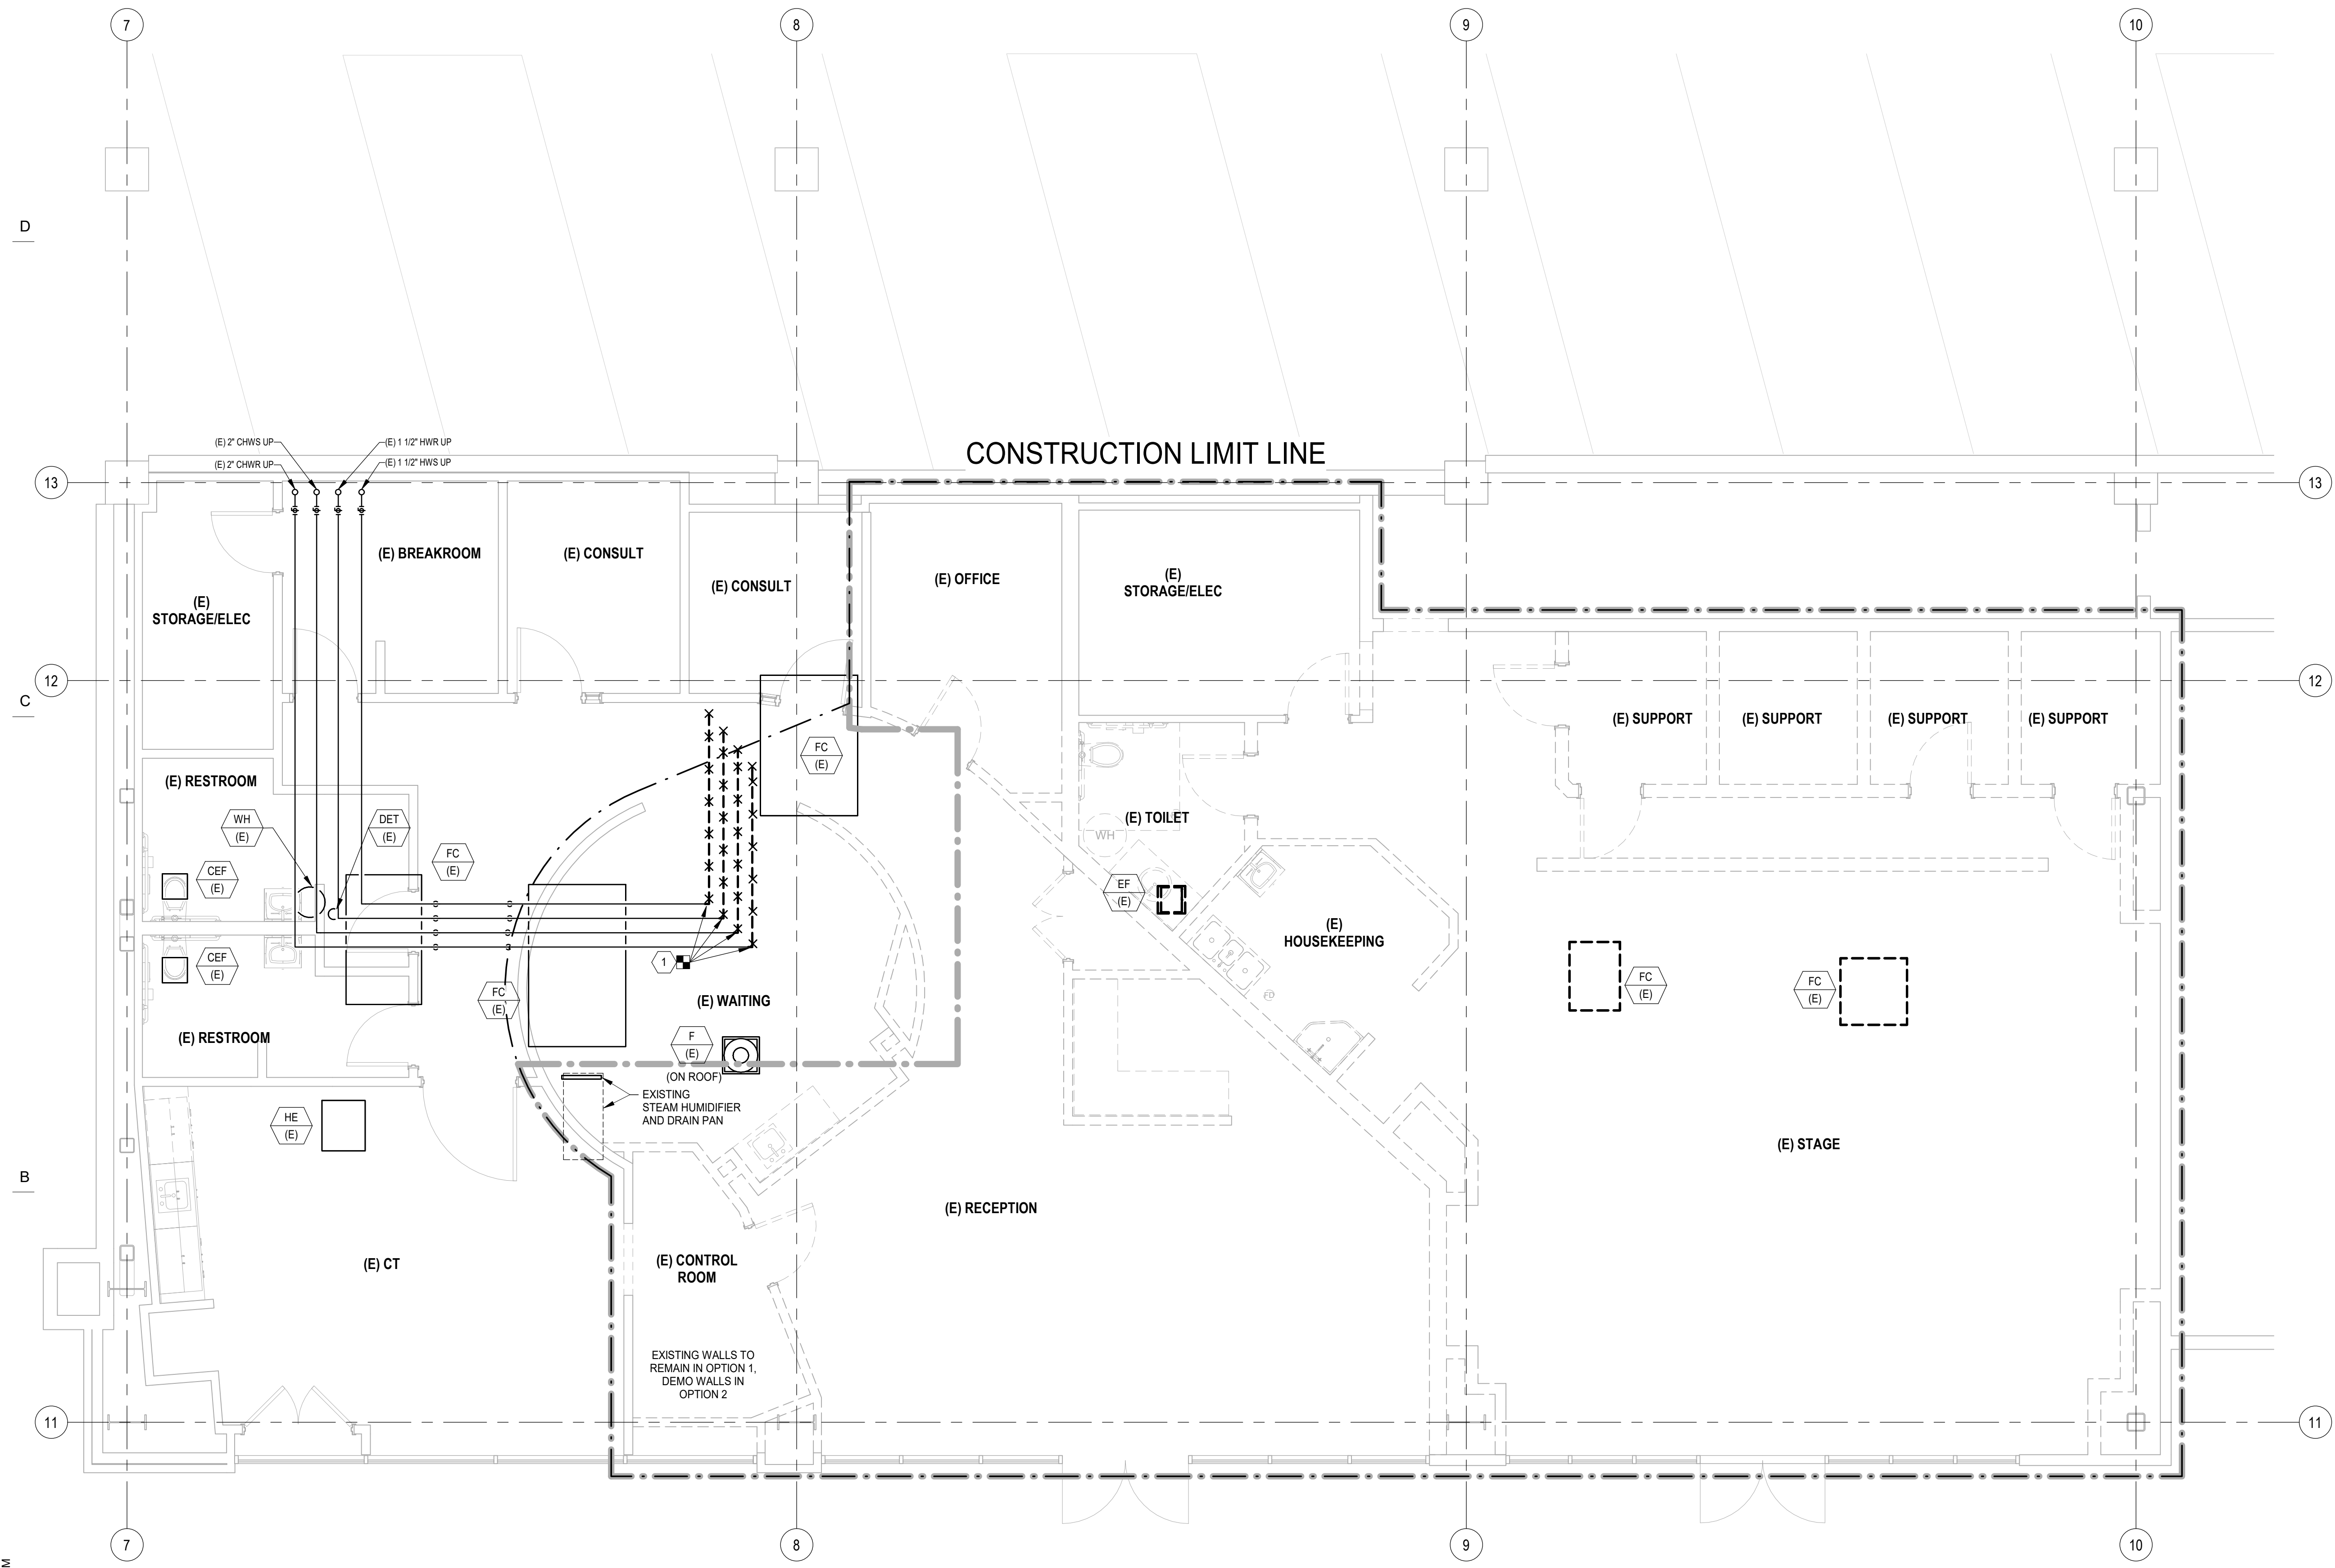 7
8
9
10
D
CONSTRUCTION LIMIT LINE
(E) 2" CHWS UP
(E) 1 1/2" HWR UP
(E) 2" CHWR UP
(E) 1 1/2" HWS UP
13
13
(E) BREAKROOM
(E) CONSULT
(E) CONSULT
(E) OFFICE
(E)
STORAGE/ELEC
(E)
STORAGE/ELEC
12
12
C
(E) SUPPORT
(E) SUPPORT
(E) SUPPORT
(E) SUPPORT
FC
(E)
(E) RESTROOM
WH
(E)
DET
(E)
(E) TOILET
WH
FC
(E)
CEF
(E)
EF
(E)
(E)
HOUSEKEEPING
CEF
(E)
1
FC
(E)
FC
(E)
FC
(E)
FD
(E) WAITING
(E) RESTROOM
F
(E)
(ON ROOF)
EXISTING
STEAM HUMIDIFIER
AND DRAIN PAN
HE
(E)
(E) STAGE
B
(E) RECEPTION
(E) CT
(E) CONTROL
ROOM
EXISTING WALLS TO
REMAIN IN OPTION 1,
DEMO WALLS IN
OPTION 2
11
11
7
8
9
10
M